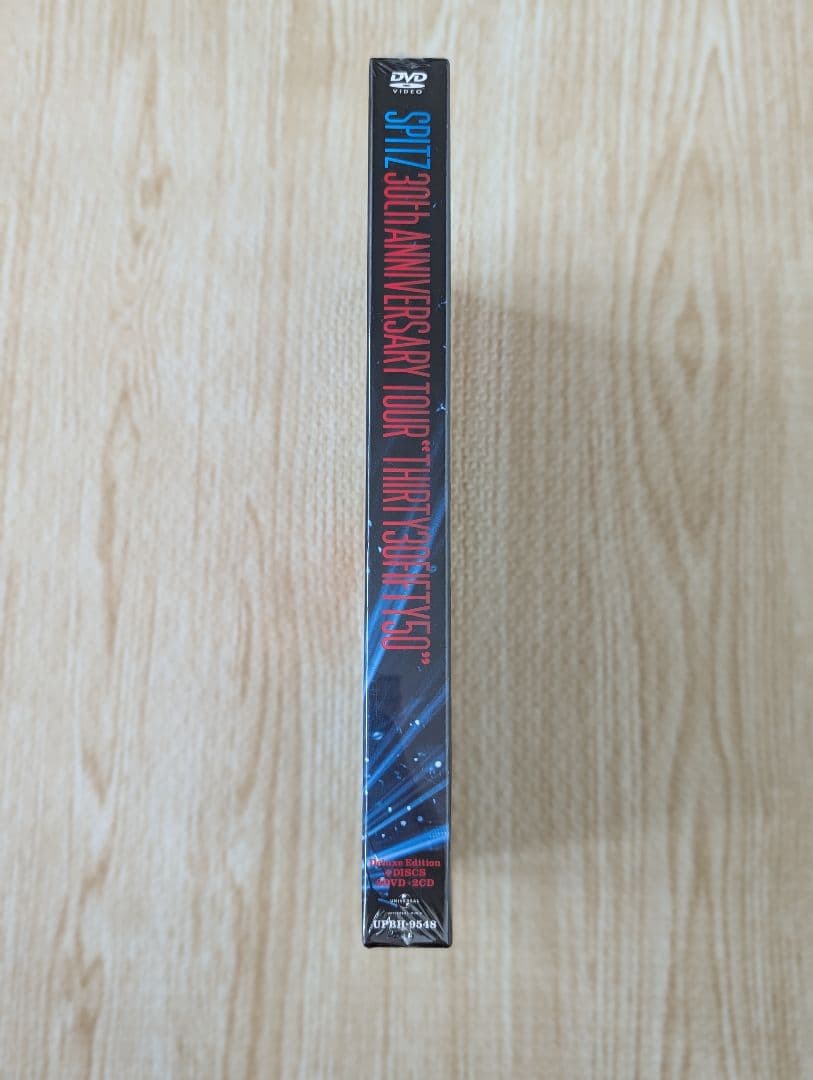 DVD
VIDEO
SPITZ 30th ANNIVERSARY TOUR "THIRTY30FIFTY50"
Deluxe Edition
DISCS
DVD+2CD
UNIVERSAL
UPBH-9548